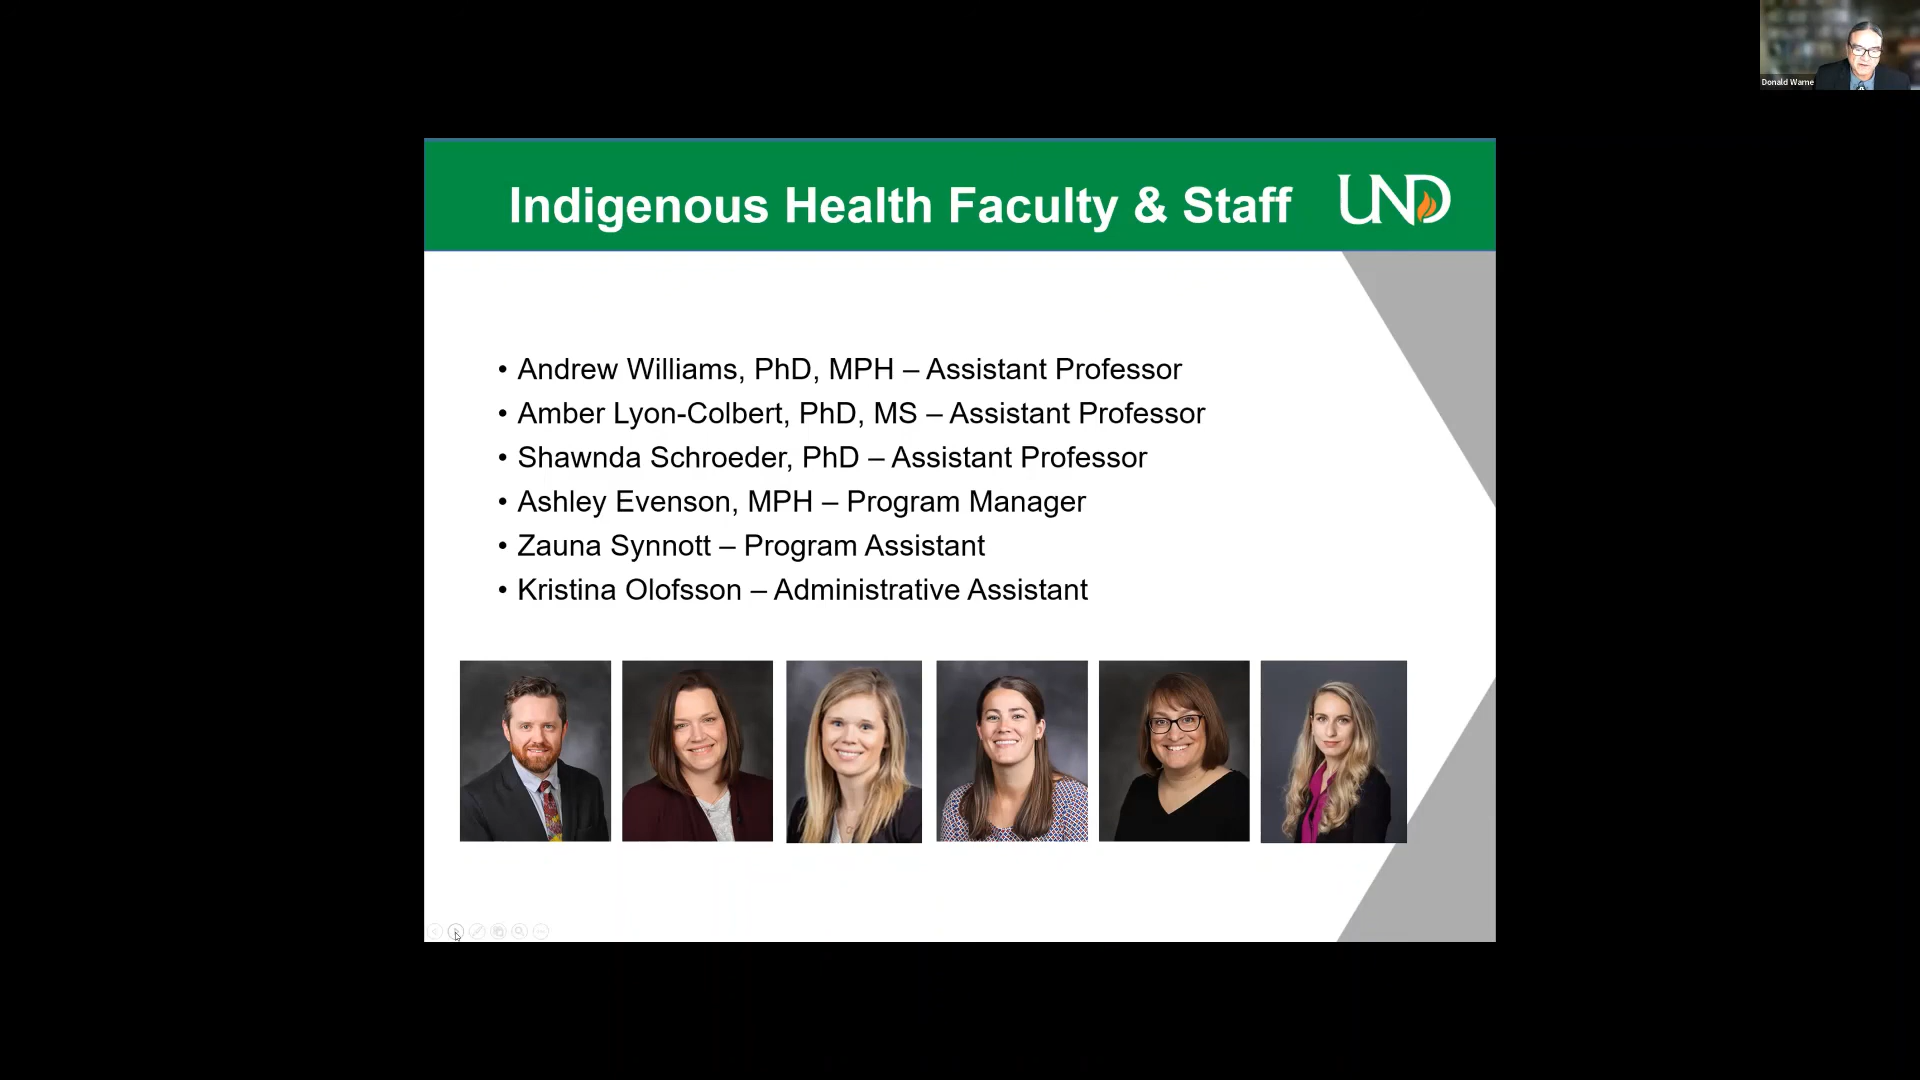 Donald Warne
Indigenous Health Faculty & Staff
UND
• Andrew Williams, PhD, MPH – Assistant Professor
• Amber Lyon-Colbert, PhD, MS – Assistant Professor
• Shawnda Schroeder, PhD – Assistant Professor
• Ashley Evenson, MPH – Program Manager
• Zauna Synnott – Program Assistant
• Kristina Olofsson – Administrative Assistant